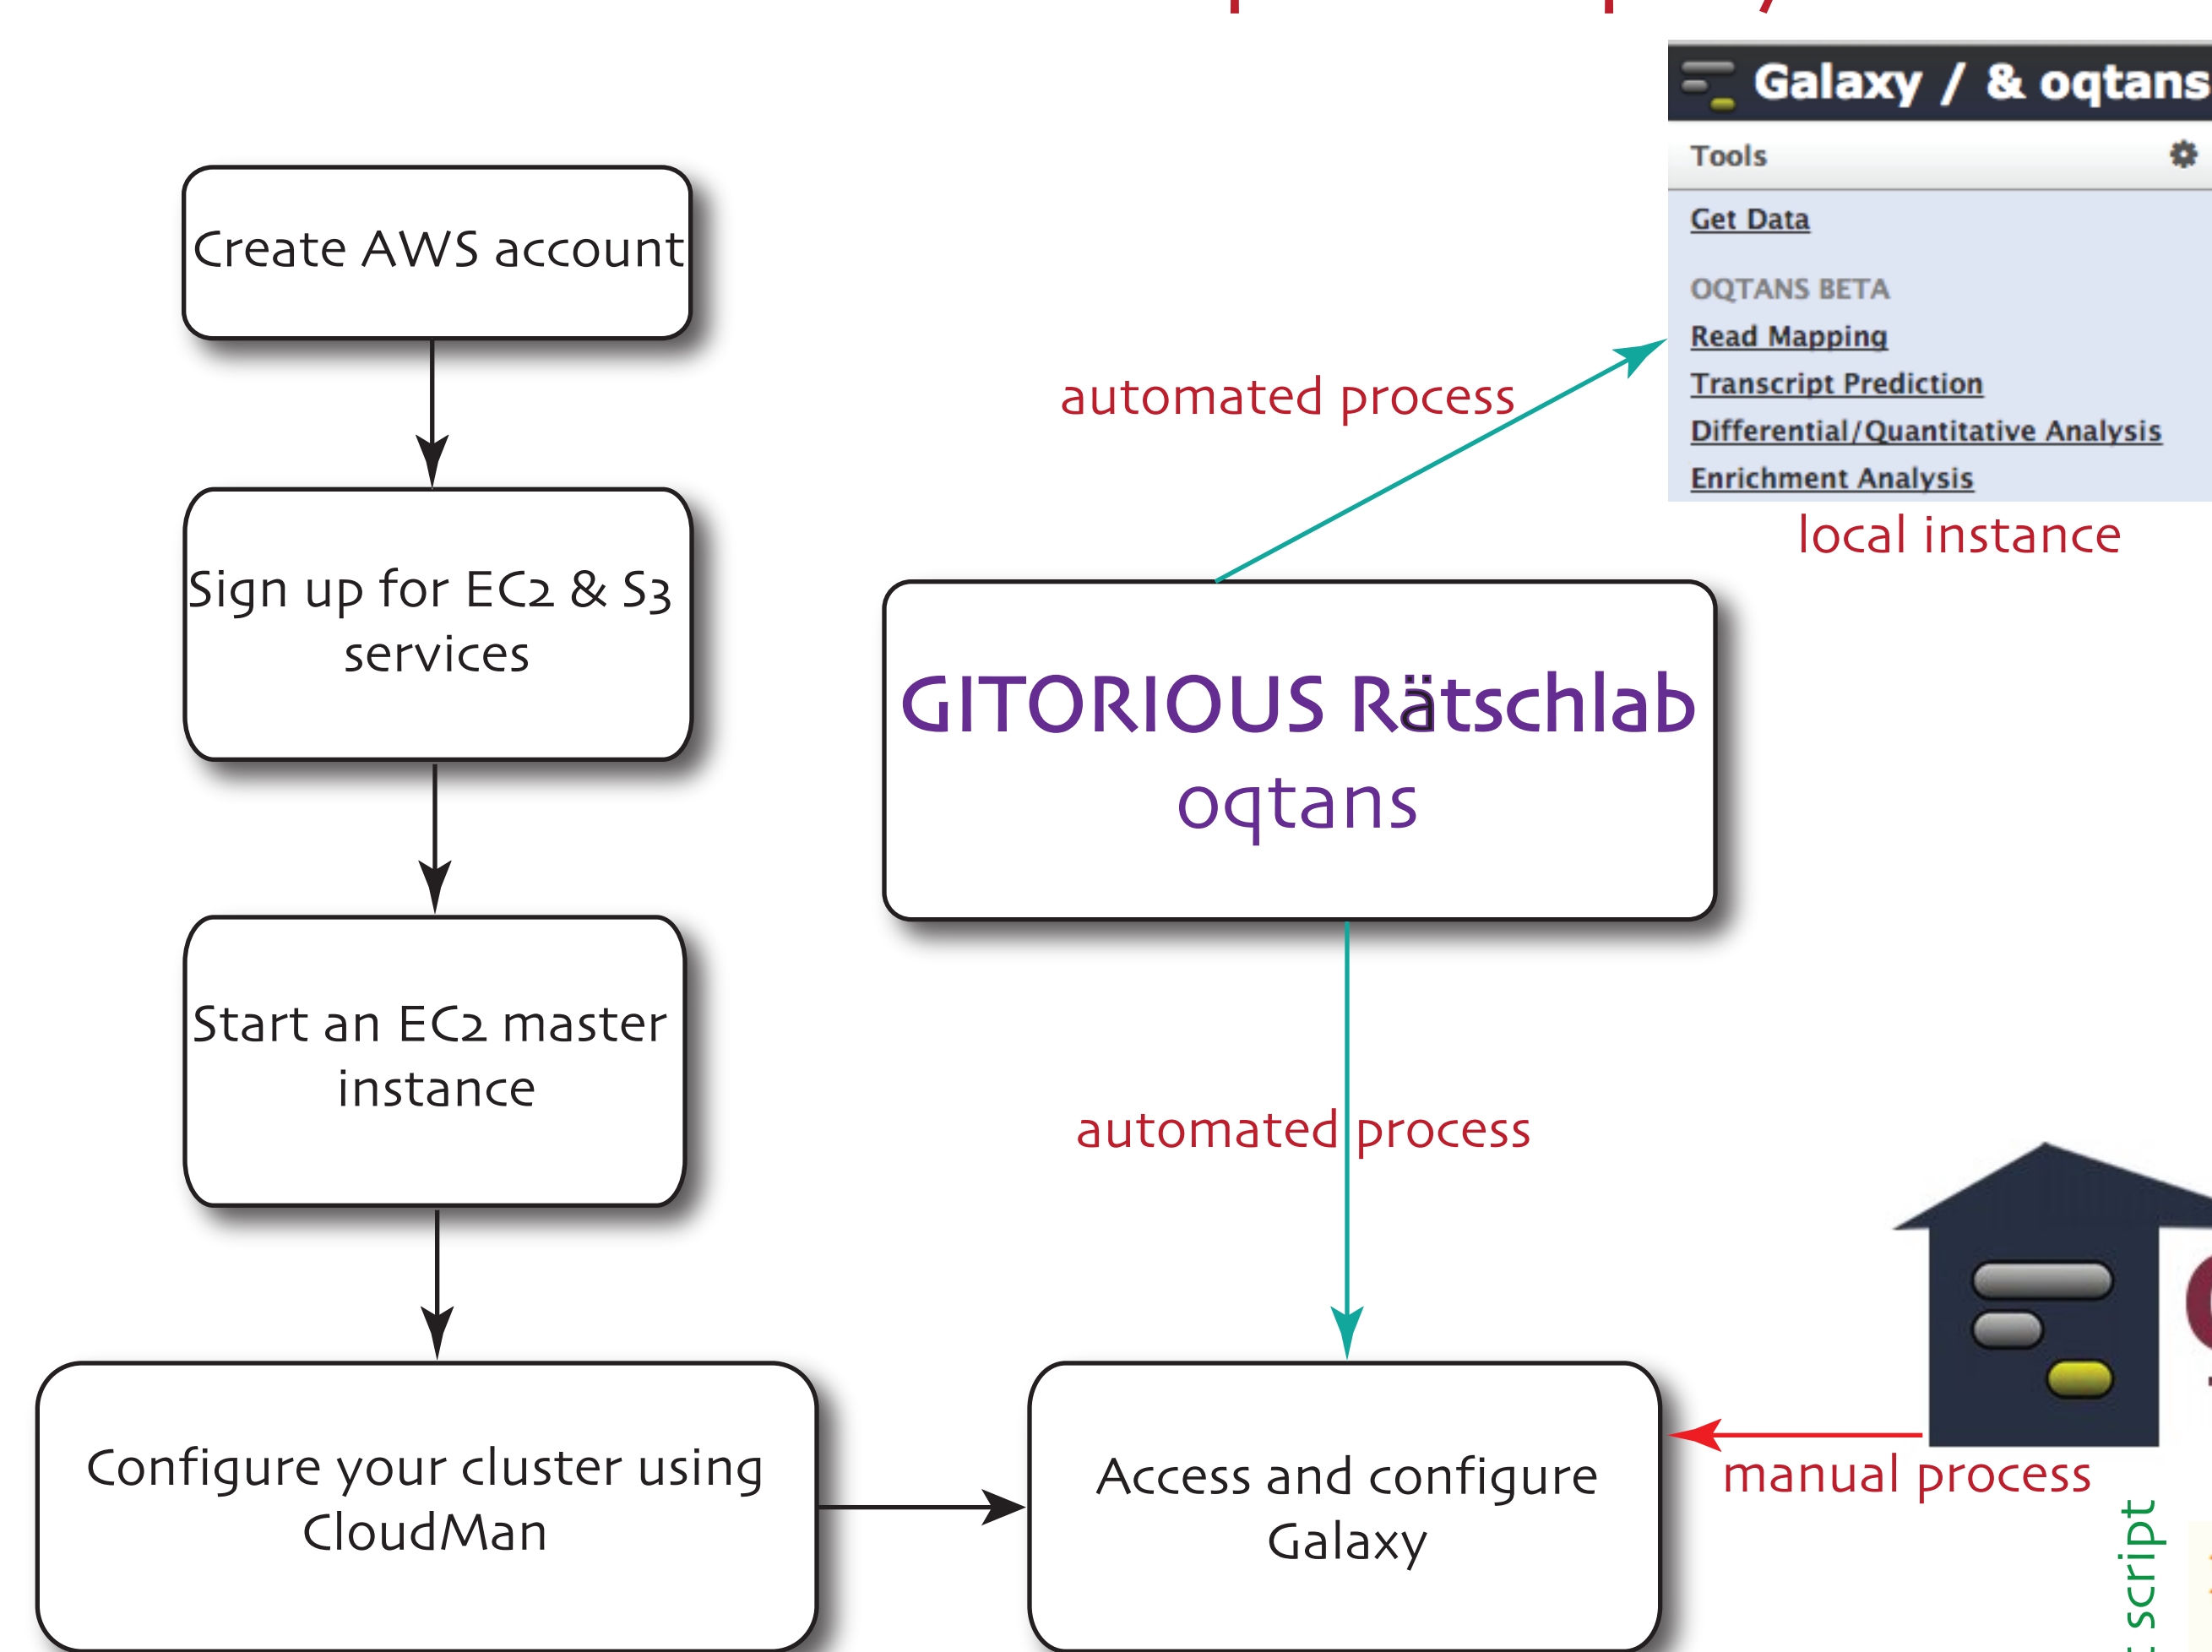 Galaxy / & oqtans
Tools
Get Data
OQTANS BETA
Read Mapping
Transcript Prediction
Differential/Quantitative Analysis
Enrichment Analysis
local instance
Create AWS account
automated process
Sign up for EC2 & S3
services
GITORIOUS Rätschlab
oqtans
Start an EC2 master
instance
automated process
Configure your cluster using
CloudMan
Access and configure
Galaxy
manual process
script